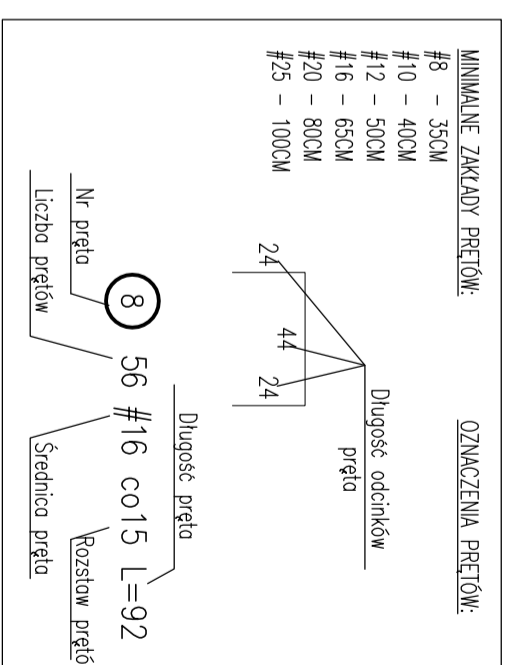 MINIMALNE ZAKŁADY PRĘTÓW:
#8 - 35CM
#10 - 40CM
#12 - 50CM
#16 - 65CM
#20 - 80CM
#25 - 100CM
OZNACZENIA PRĘTÓW:
Długość odcinków
pręta
24
44
24
Długość pręta
8 56 #16 co15 L=92
Nr pręta
Liczba prętów
Rozstaw prętó
Średnica pręta